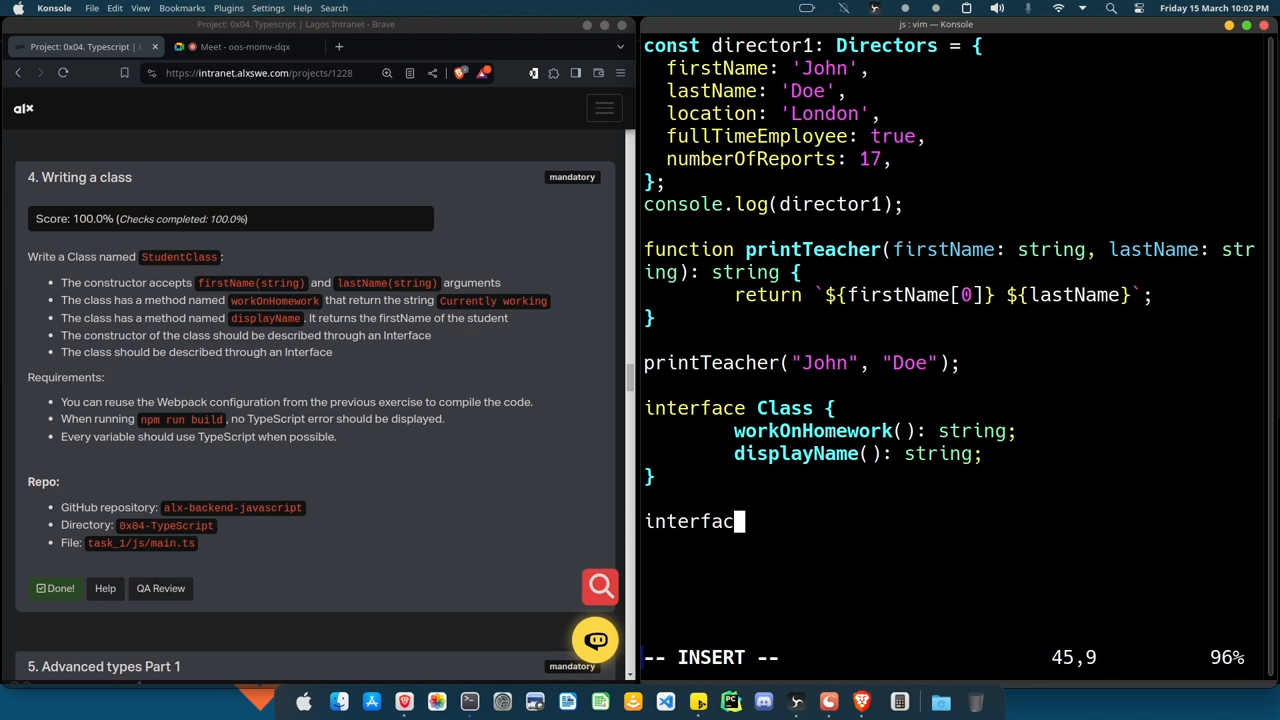 Konsole File Edit View Bookmarks Plugins Settings Help Search Friday 15 March 10:02 PM
Project: 0x04. Typescript | Lagos Intranet - Brave
Project: 0x04. Typescript | L
Meet - oos-momv-dqx
https://intranet.alxswe.com/projects/1228
alx
4. Writing a class
mandatory
Score: 100.0% (Checks completed: 100.0%)
Write a Class named StudentClass:
The constructor accepts firstName(string) and lastName(string) arguments
The class has a method named workOnHomework that return the string Currently working
The class has a method named displayName. It returns the firstName of the student
The constructor of the class should be described through an Interface
The class should be described through an Interface
Requirements:
You can reuse the Webpack configuration from the previous exercise to compile the code.
When running npm run build, no TypeScript error should be displayed.
Every variable should use TypeScript when possible.
Repo:
GitHub repository: alx-backend-javascript
Directory: 0x04-TypeScript
File: task_1/js/main.ts
Done! Help QA Review
5. Advanced types Part 1
mandatory
js : vim — Konsole
const director1: Directors = {
firstName: 'John',
lastName: 'Doe',
location: 'London',
fullTimeEmployee: true,
numberOfReports: 17,
};
console.log(director1);
function printTeacher(firstName: string, lastName: str
ing): string {
return `${firstName[0]} ${lastName}`;
}
printTeacher("John", "Doe");
interface Class {
workOnHomework(): string;
displayName(): string;
}
interfac
-- INSERT -- 45,9 96%